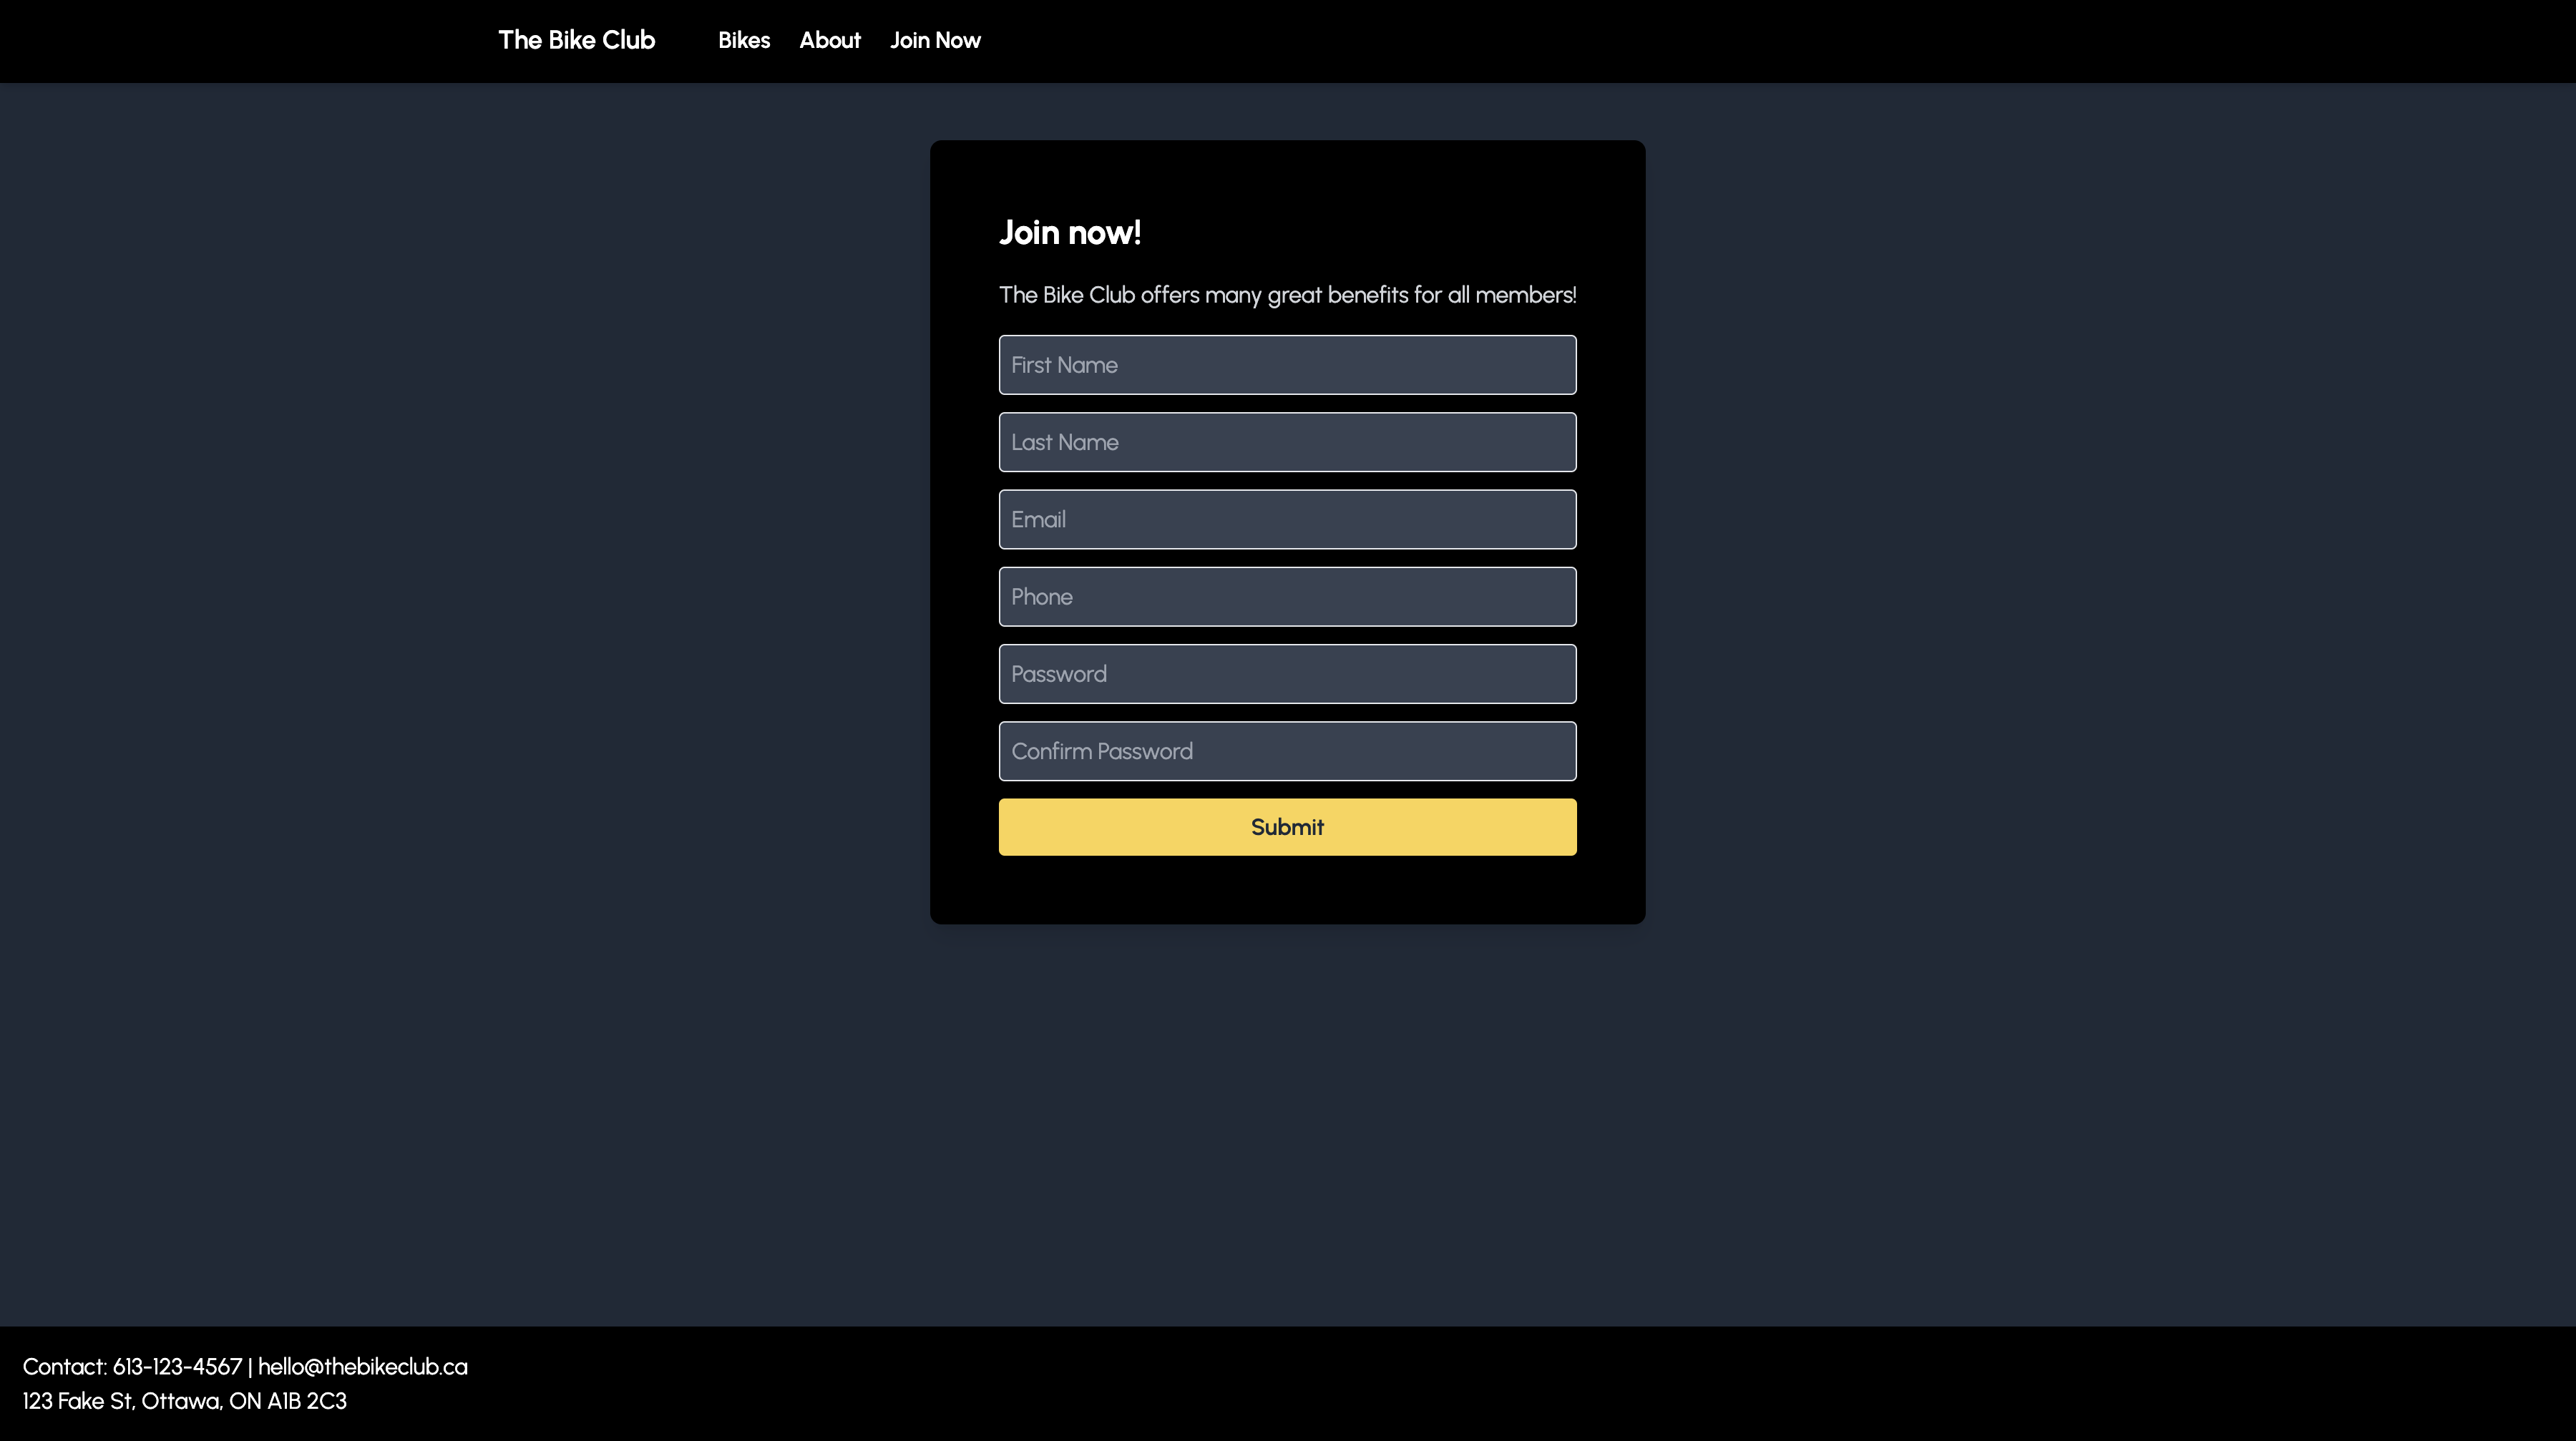 The Bike Club Bikes About Join Now
Join now!
The Bike Club offers many great benefits for all members!
First Name
Last Name
Email
Phone
Password
Confirm Password
Submit
Contact: 613-123-4567 | hello@thebikeclub.ca
123 Fake St, Ottawa, ON A1B 2C3